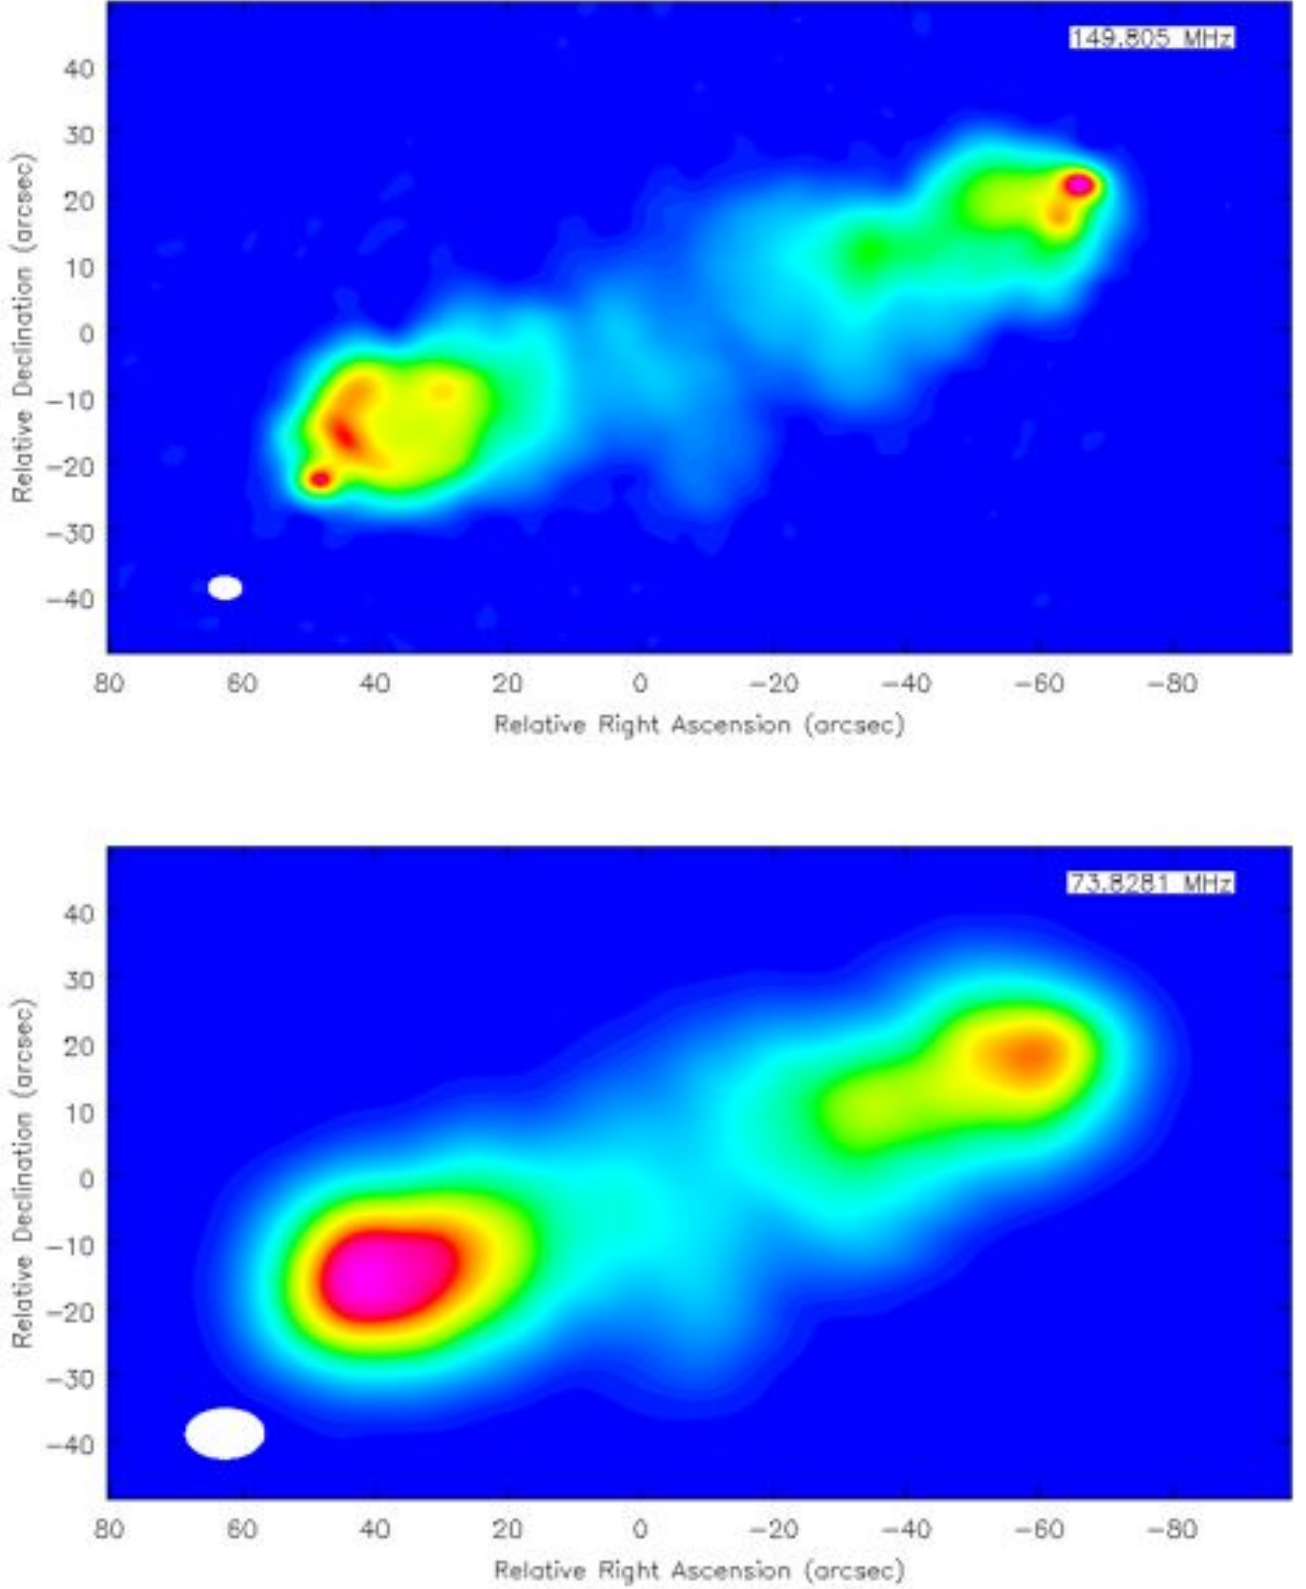 149.805 MHz
40
30
20
10
0
−10
−20
−30
−40
Relative Declination (arcsec)
80 60 40 20 0 −20 −40 −60 −80
Relative Right Ascension (arcsec)
73.8281 MHz
40
30
20
10
0
−10
−20
−30
−40
Relative Declination (arcsec)
80 60 40 20 0 −20 −40 −60 −80
Relative Right Ascension (arcsec)